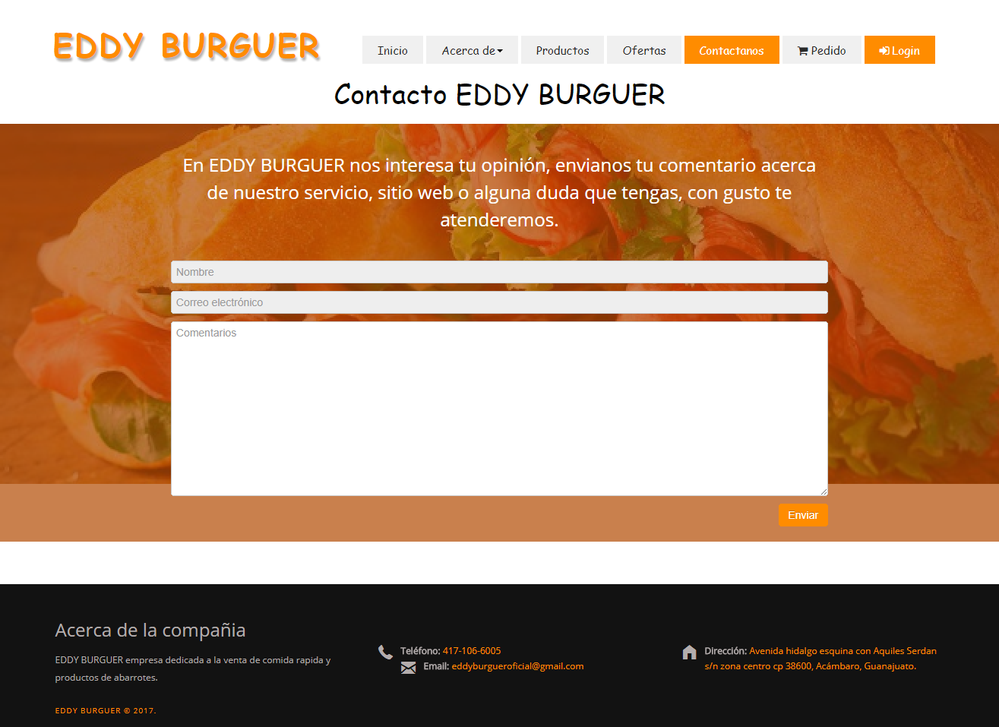 EDDY BURGUER
Inicio
Acerca de
Productos
Ofertas
Contactanos
Pedido
Login
Contacto EDDY BURGUER
En EDDY BURGUER nos interesa tu opinión, envianos tu comentario acerca
de nuestro servicio, sitio web o alguna duda que tengas, con gusto te
atenderemos.
Nombre
Correo electrónico
Comentarios
Enviar
Acerca de la compañia
EDDY BURGUER empresa dedicada a la venta de comida rapida y
productos de abarrotes.
EDDY BURGUER © 2017.
Teléfono: 417-106-6005
Email: eddyburgueroficial@gmail.com
Dirección: Avenida hidalgo esquina con Aquiles Serdan
s/n zona centro cp 38600, Acámbaro, Guanajuato.